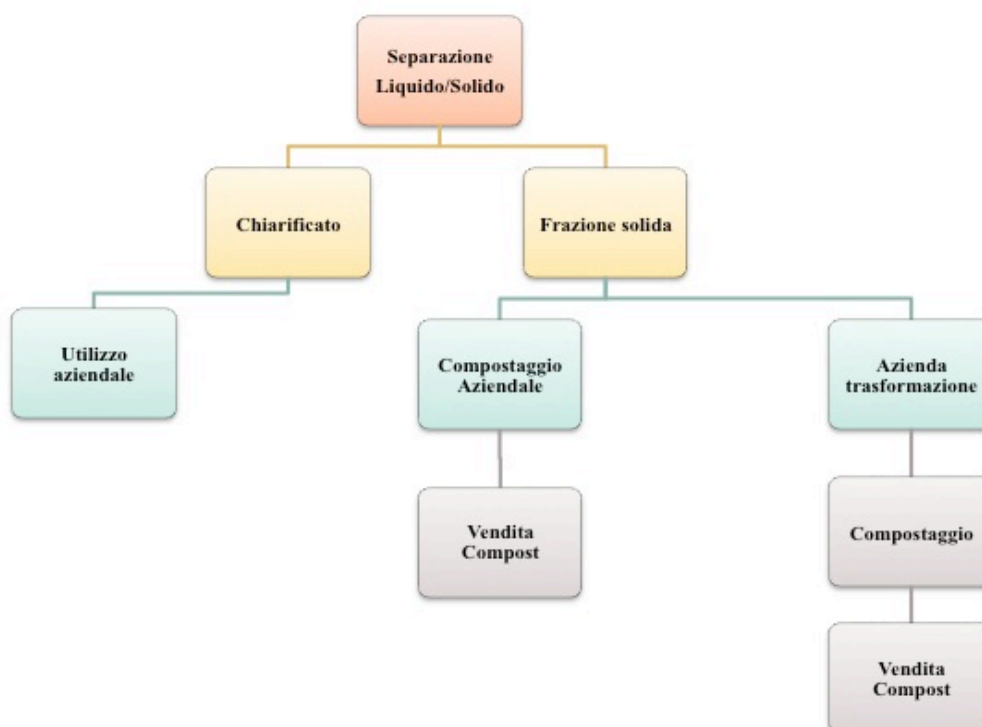 Separazione
Liquido/Solido
Chiarificato
Frazione solida
Utilizzo
aziendale
Compostaggio
Aziendale
Azienda
trasformazione
Vendita
Compost
Compostaggio
Vendita
Compost